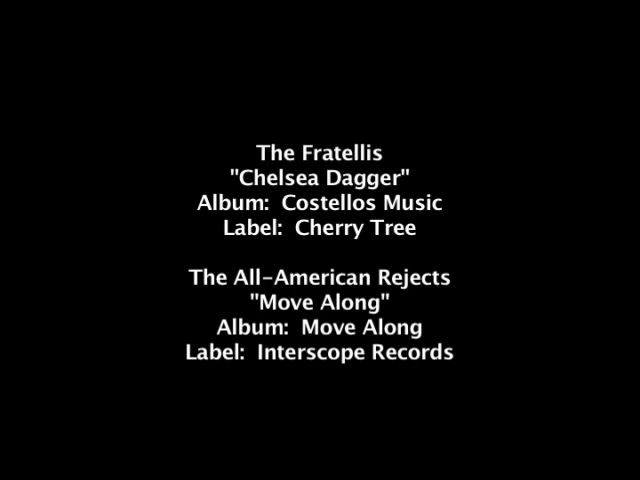 The Fratellis
"Chelsea Dagger"
Album:  Costellos Music
Label:  Cherry Tree
The All-American Rejects
"Move Along"
Album:  Move Along
Label:  Interscope Records